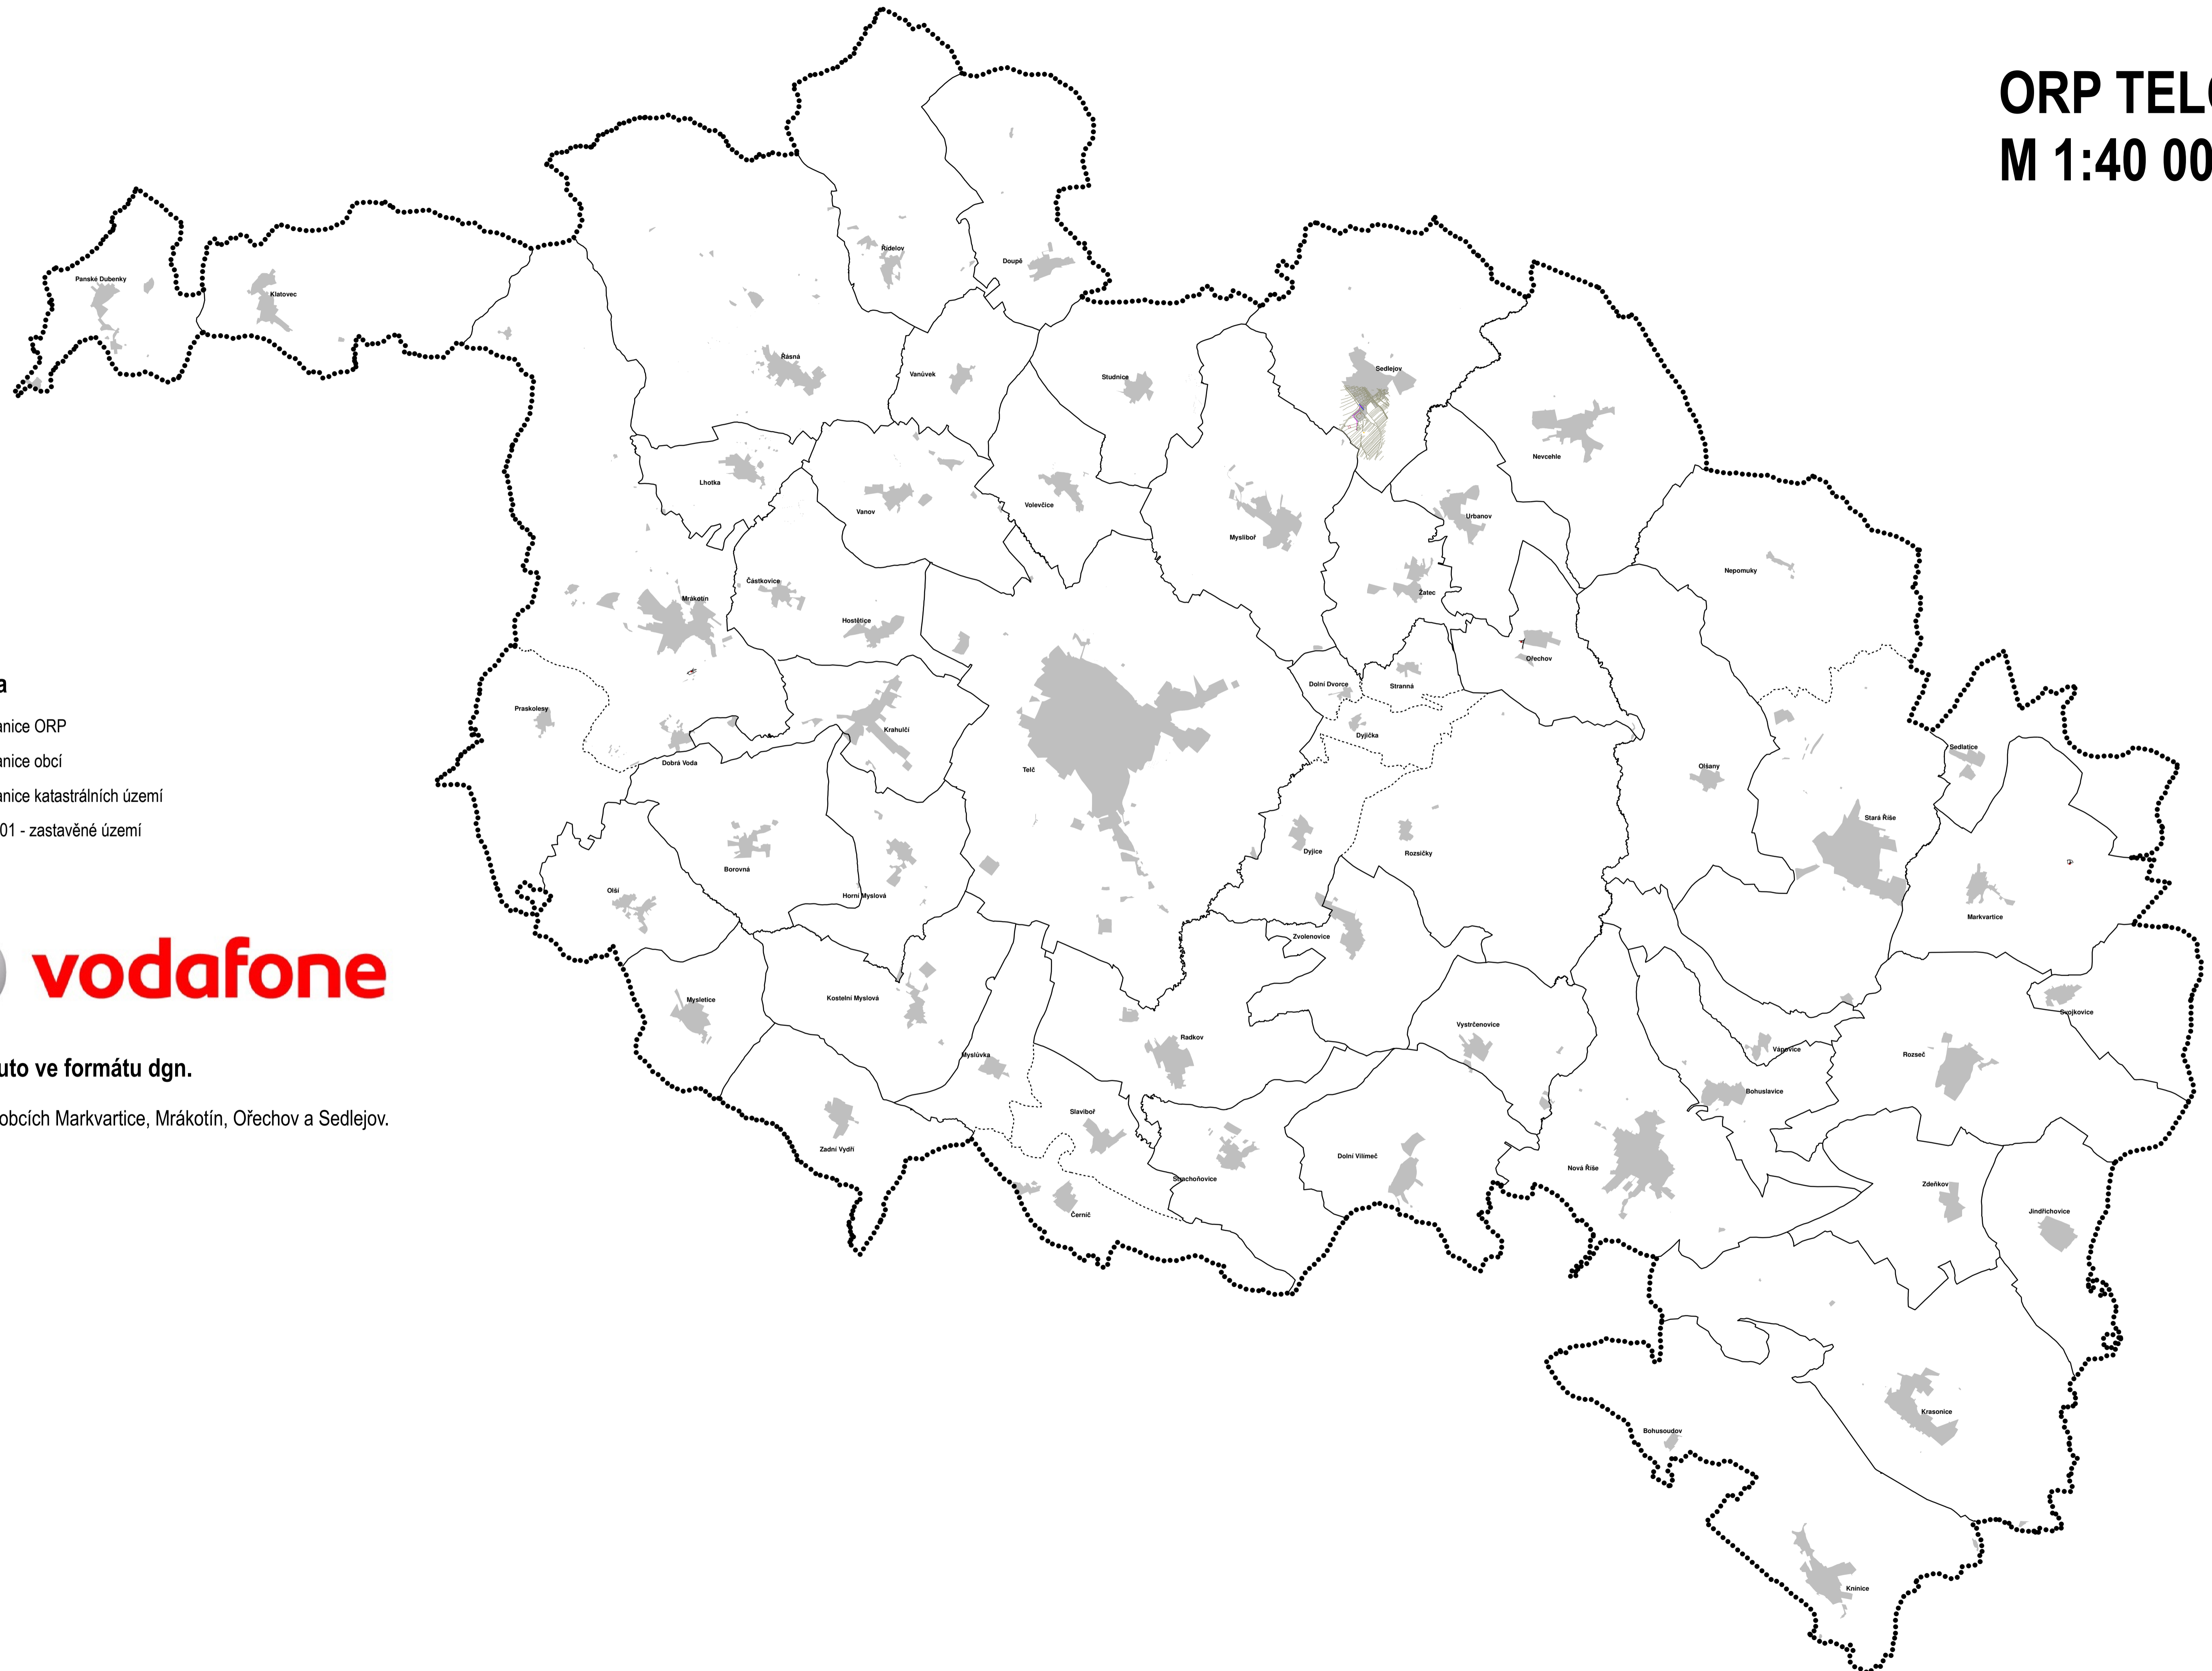 ORP TEL
M 1:40 00
Řídelov
Doupě
Panské Dubenky
Klatovec
Řásná
Vanůvek
Studnice
Sedlejov
Nevcehle
Lhotka
Vanov
Volevčice
Mysliboř
Urbanov
Nepomuky
Částkovice
Mrákotín
Hostětice
Žatec
Ořechov
Dolní Dvorce
Stranná
a
anice ORP
Praskolesy
Krahulčí
Dyjička
Sedlatice
anice obcí
Dobrá Voda
Telč
Olšany
anice katastrálních území
01 - zastavěné území
Stará Říše
Borovná
Dyjice
Rozsíčky
Olší
Horní Myslová
Markvartice
Zvolenovice
vodafone
Mysletice
Kostelní Myslová
Svojkovice
Vystrčenovice
Radkov
Vápovice
Myslůvka
Rozseč
uto ve formátu dgn.
Bohuslavice
obcích Markvartice, Mrákotín, Ořechov a Sedlejov.
Slaviboř
Zadní Vydří
Dolní Vilímeč
Nová Říše
Strachoňovice
Zdeňkov
Černíč
Jindřichovice
Krasonice
Bohusoudov
Knínice